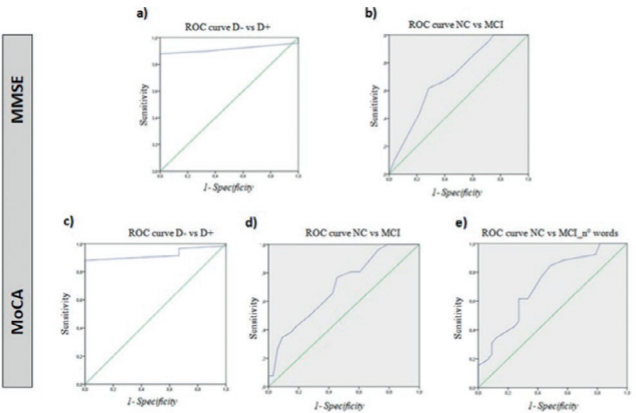 a)
ROC curve D- vs D+
b)
ROC curve NC vs MCI
MMSE
Sensitivity
1- Specificity
Sensitivity
1- Specificity
c)
ROC curve D- vs D+
d)
ROC curve NC vs MCI
e)
ROC curve NC vs MCI_nº words
MoCA
Sensitivity
1- Specificity
Sensitivity
1- Specificity
Sensitivity
1- Specificity